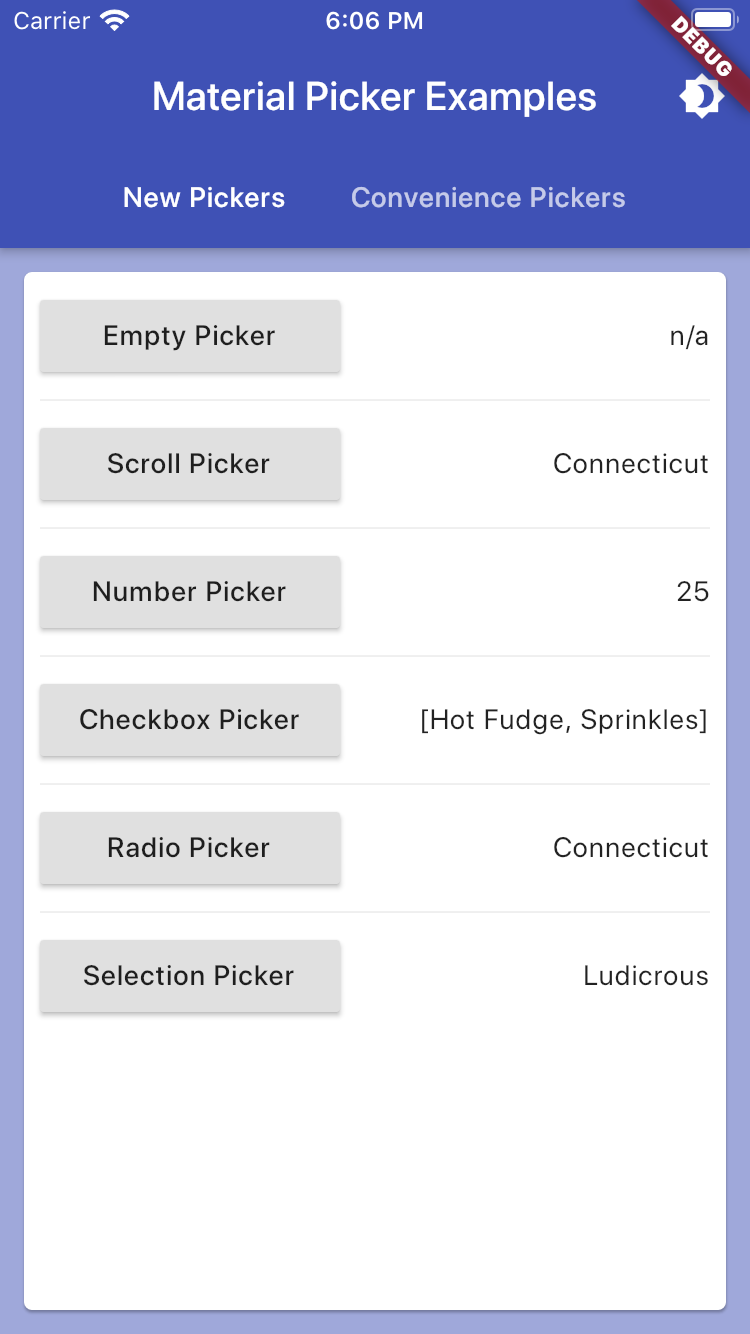 Carrier 6:06 PM
DEBUG
Material Picker Examples
New Pickers Convenience Pickers
Empty Picker n/a
Scroll Picker Connecticut
Number Picker 25
Checkbox Picker [Hot Fudge, Sprinkles]
Radio Picker Connecticut
Selection Picker Ludicrous